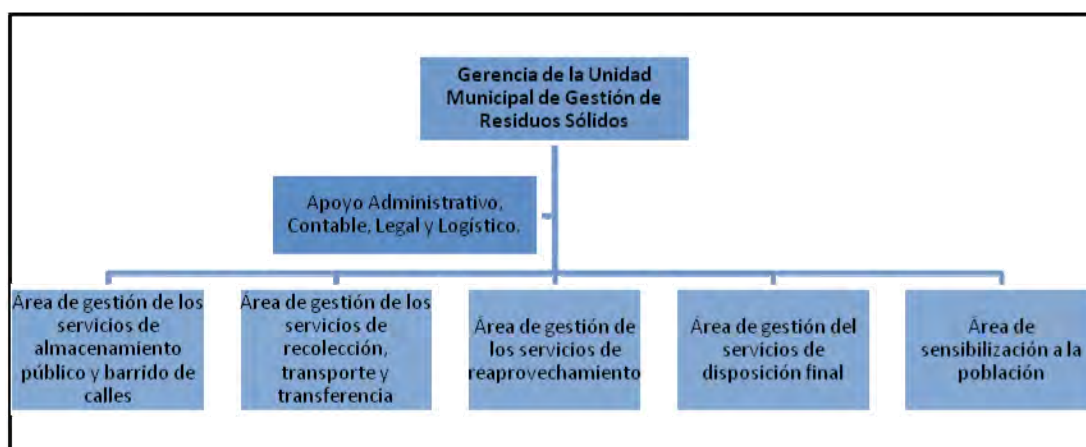 Gerencia de la Unidad
Municipal de Gestión de
Residuos Sólidos
Apoyo Administrativo,
Contable, Legal y Logístico.
Área de gestión de los
servicios de
almacenamiento
público y barrido de
calles
Área de gestión de los
servicios de
recolección,
transporte y
transferencia
Área de gestión de
los servicios de
reaprovechamiento
Área de gestión del
servicios de
disposición final
Área de
sensibilización a la
población